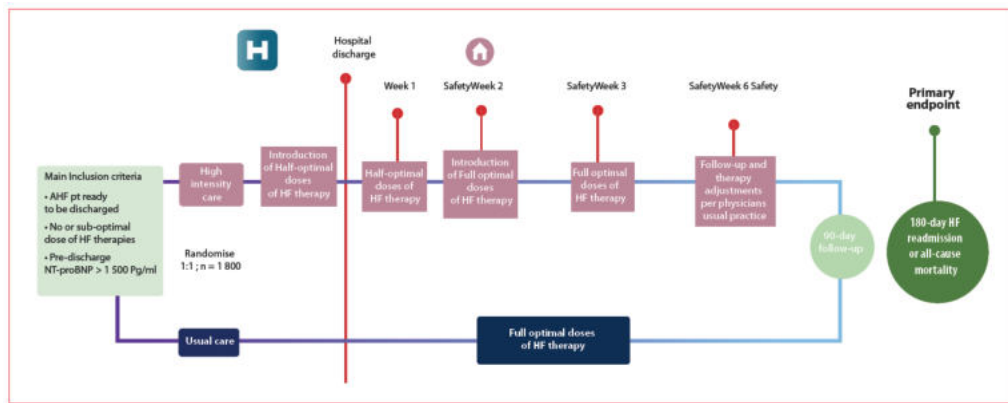 H
Hospital
discharge
Week 1
SafetyWeek 2
SafetyWeek 3
SafetyWeek 6 Safety
Primary
endpoint
Main Inclusion criteria
• AHF pt ready
to be discharged
• No or sub-optimal
dose of HF therapies
• Pre-discharge
NT-proBNP > 1 500 Pg/ml
High
intensity
care
Introduction
of Half-optimal
doses
of HF therapy
Half-optimal
doses of
HF therapy
Introduction
of Full optimal
doses
of HF therapy
Full optimal
doses of
HF therapy
Follow-up and
therapy
adjustments
per physicians
usual practice
Randomise
1:1 ; n = 1 800
90-day
follow-up
180-day HF
readmission
or all-cause
mortality
Usual care
Full optimal doses
of HF therapy